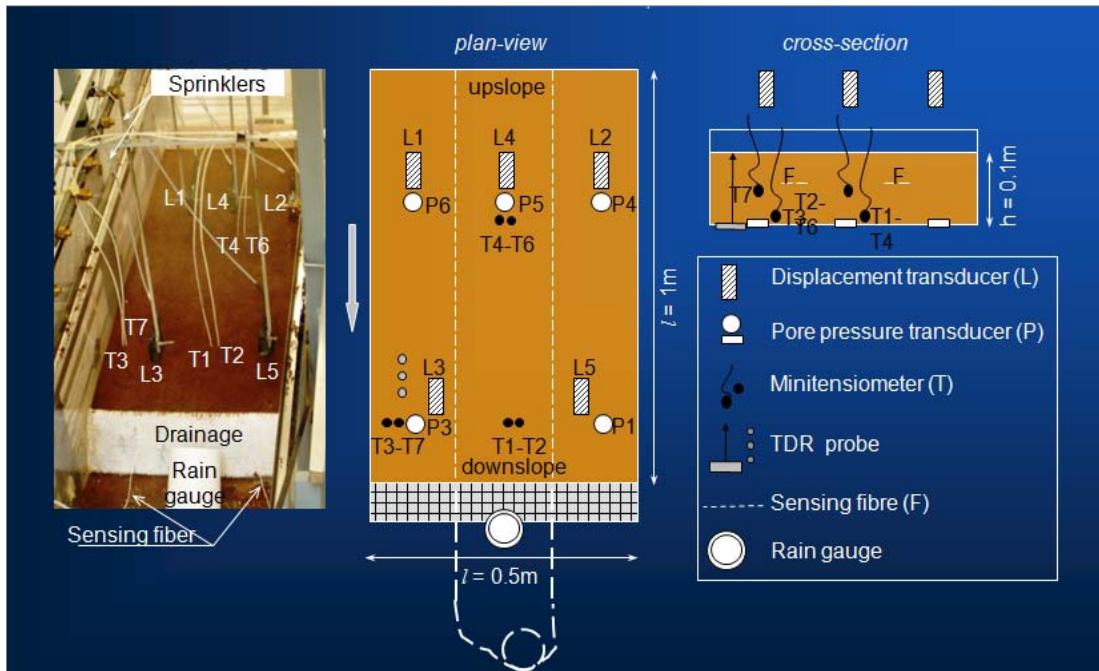 plan-view
cross-section
Sprinklers
L1
L4
L2
T4 T6
T7
T3
L3
T1
T2
L5
Drainage
Rain
gauge
Sensing fiber
upslope
L1
L4
L2
P6
P5
P4
T4-T6
L3
L5
P3
P1
T3-T7
T1-T2
downslope
l = 1m
l = 0.5m
F
F
T7
T2-
T6
T3
T1-
T4
h = 0.1m
Displacement transducer (L)
Pore pressure transducer (P)
Minitensiometer (T)
TDR probe
Sensing fibre (F)
Rain gauge